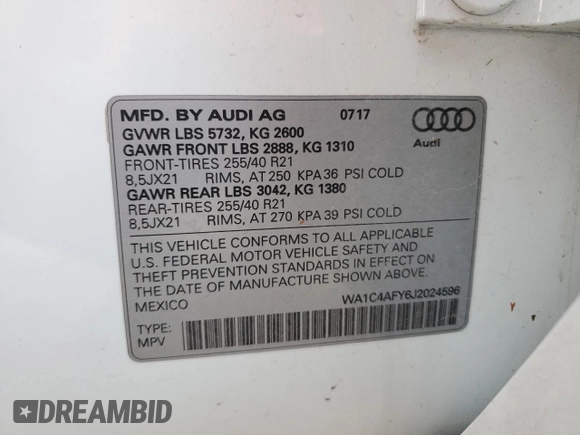 MFD. BY AUDI AG 0717
GVWR LBS 5732, KG 2600
GAWR FRONT LBS 2888, KG 1310
FRONT-TIRES 255/40 R21
8,5JX21 RIMS, AT 250 KPA 36 PSI COLD
GAWR REAR LBS 3042, KG 1380
REAR-TIRES 255/40 R21
8,5JX21 RIMS, AT 270 KPA 39 PSI COLD
Audi
THIS VEHICLE CONFORMS TO ALL APPLICABLE
U.S. FEDERAL MOTOR VEHICLE SAFETY AND
THEFT PREVENTION STANDARDS IN EFFECT ON
THE DATE OF MANUFACTURE SHOWN ABOVE.
MEXICO WA1C4AFY6J2024596
TYPE:
MPV
DREAMBID